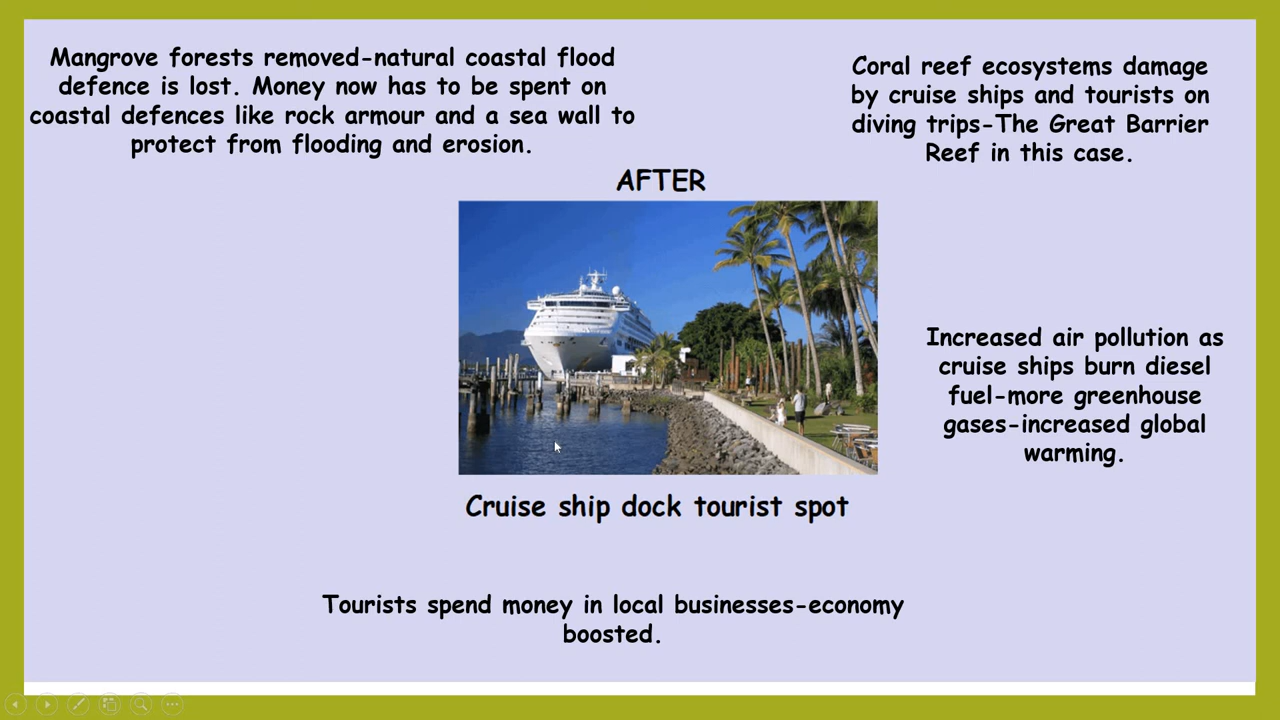 Mangrove forests removed-natural coastal flood
defence is lost. Money now has to be spent on
coastal defences like rock armour and a sea wall to
protect from flooding and erosion.
Coral reef ecosystems damage
by cruise ships and tourists on
diving trips-The Great Barrier
Reef in this case.
AFTER
Increased air pollution as
cruise ships burn diesel
fuel-more greenhouse
gases-increased global
warming.
Cruise ship dock tourist spot
Tourists spend money in local businesses-economy
boosted.